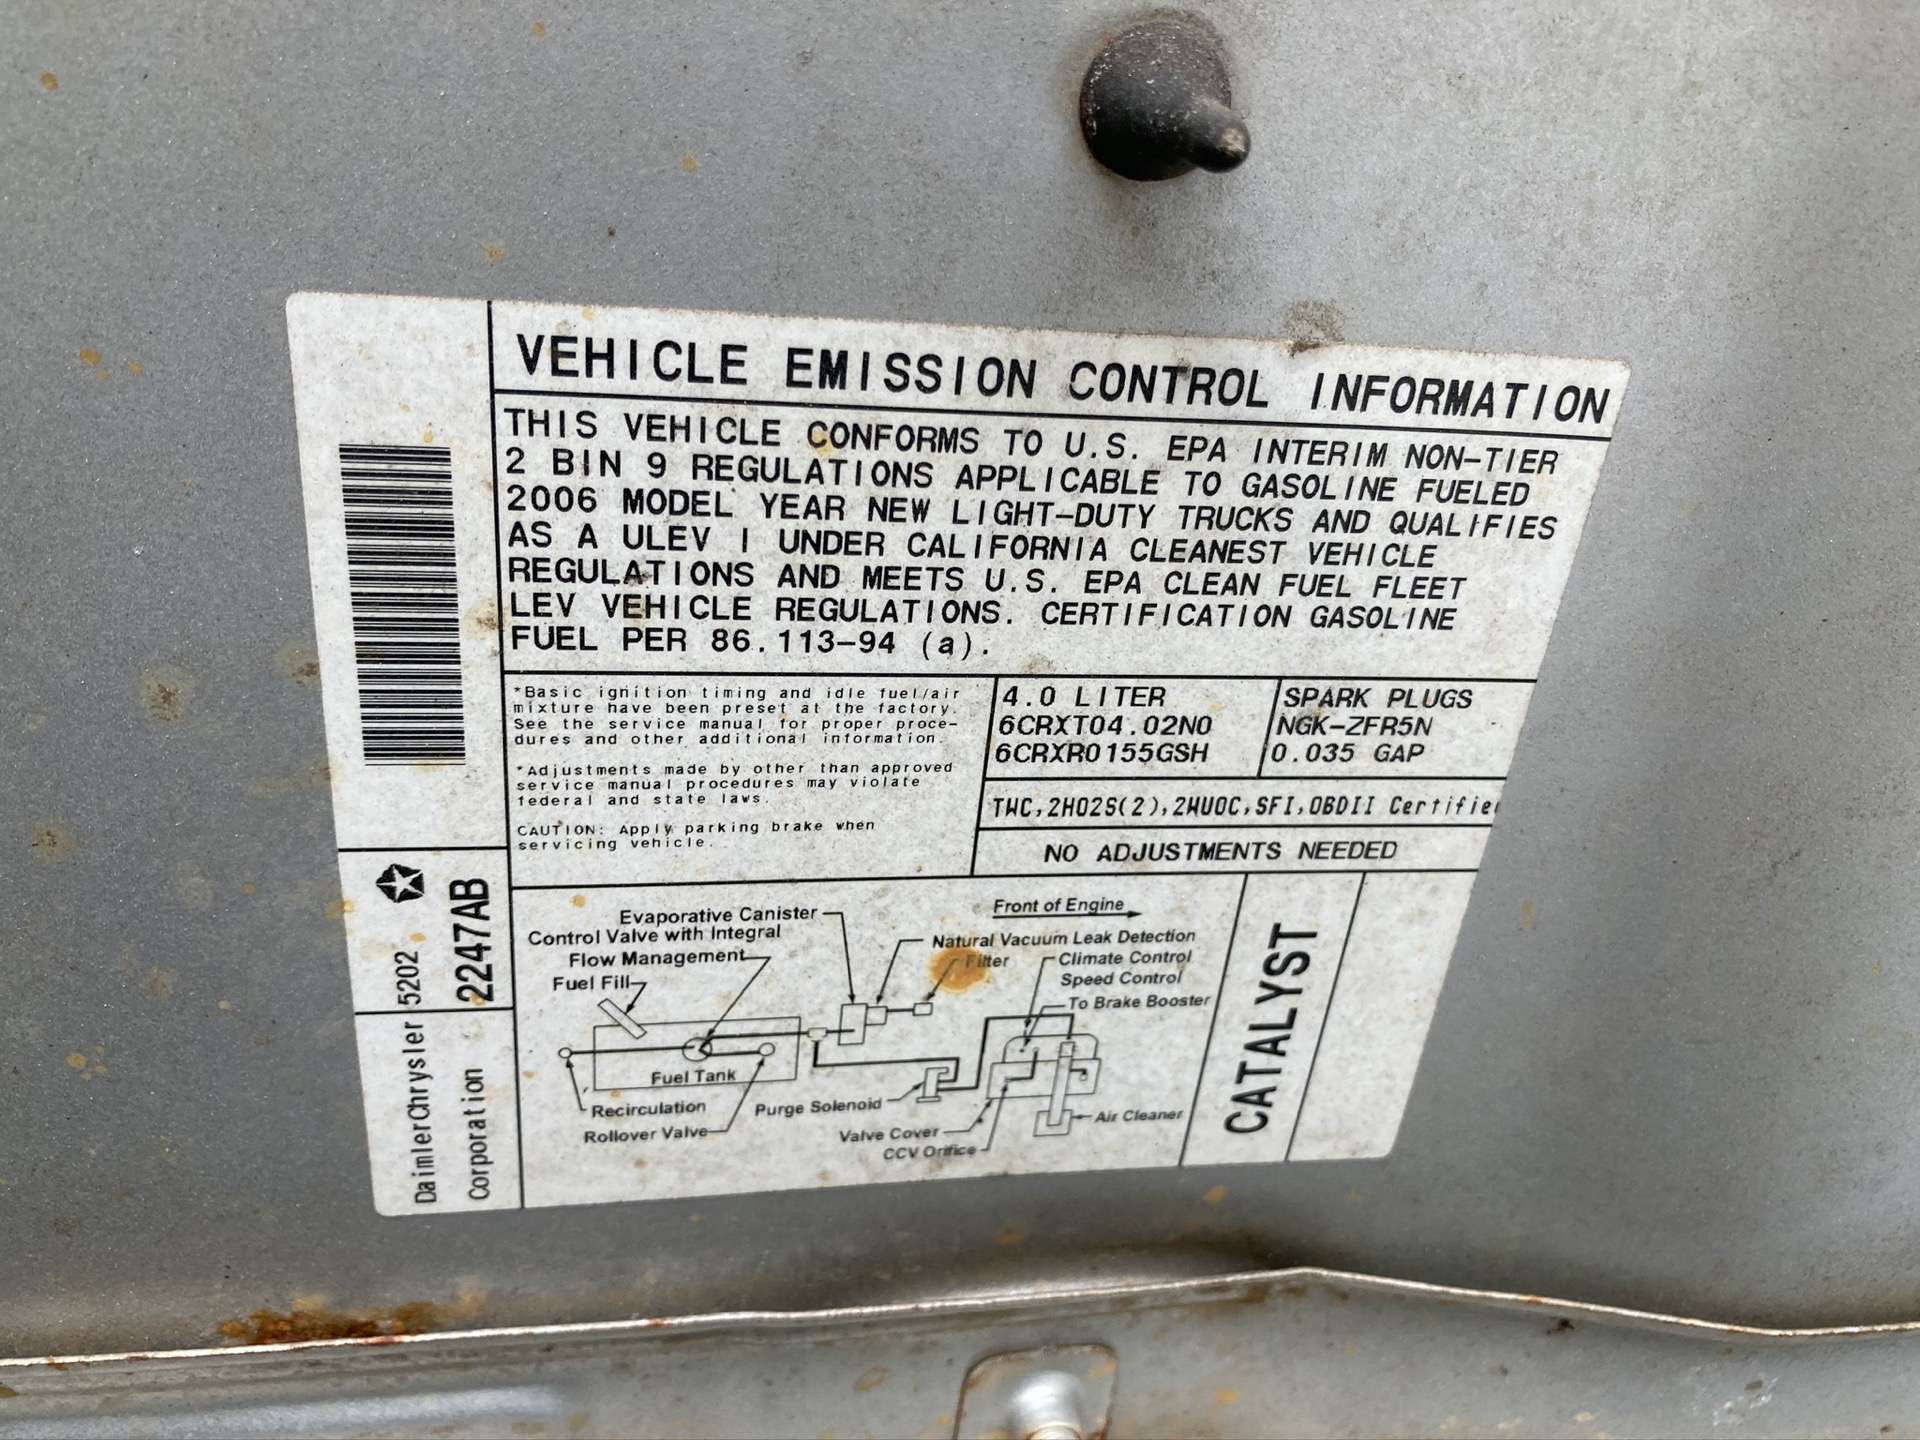 VEHICLE EMISSION CONTROL INFORMATION
THIS VEHICLE CONFORMS TO U.S. EPA INTERIM NON-TIER
2 BIN 9 REGULATIONS APPLICABLE TO GASOLINE FUELED
2006 MODEL YEAR NEW LIGHT-DUTY TRUCKS AND QUALIFIES
AS A ULEV I UNDER CALIFORNIA CLEANEST VEHICLE
REGULATIONS AND MEETS U.S. EPA CLEAN FUEL FLEET
LEV VEHICLE REGULATIONS. CERTIFICATION GASOLINE
FUEL PER 86.113-94 (a).
*Basic ignition timing and idle fuel/air
mixture have been preset at the factory.
See the service manual for proper proce-
dures and other additional information.
*Adjustments made by other than approved
service manual procedures may violate
federal and state laws.
CAUTION: Apply parking brake when
servicing vehicle.
4.0 LITER
6CRXT04.02N0
6CRXR0155GSH
SPARK PLUGS
NGK-ZFR5N
0.035 GAP
TWC,2HO2S(2),2WUOC,SFI,OBDII Certifie
NO ADJUSTMENTS NEEDED
Evaporative Canister
Control Valve with Integral
Flow Management
Fuel Fill
Front of Engine
Natural Vacuum Leak Detection
Filter
Climate Control
Speed Control
To Brake Booster
Fuel Tank
Recirculation
Rollover Valve
Purge Solenoid
Valve Cover
CCV Orifice
Air Cleaner
CATALYST
5202
2247AB
DaimlerChrysler
Corporation